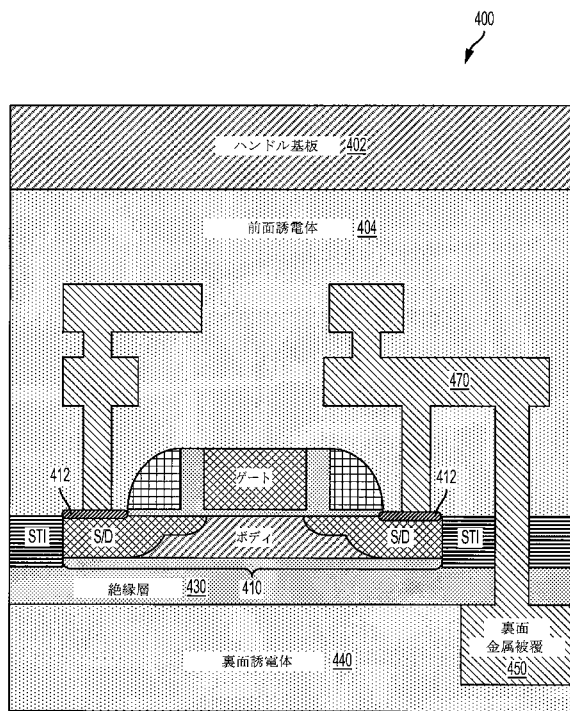 400
ハンドル基板 402
前面誘電体 404
470
412
ゲート
412
STI
S/D
ボディ
S/D
STI
絶縁層 430
410
裏面
金属被覆
460
裏面誘電体 440